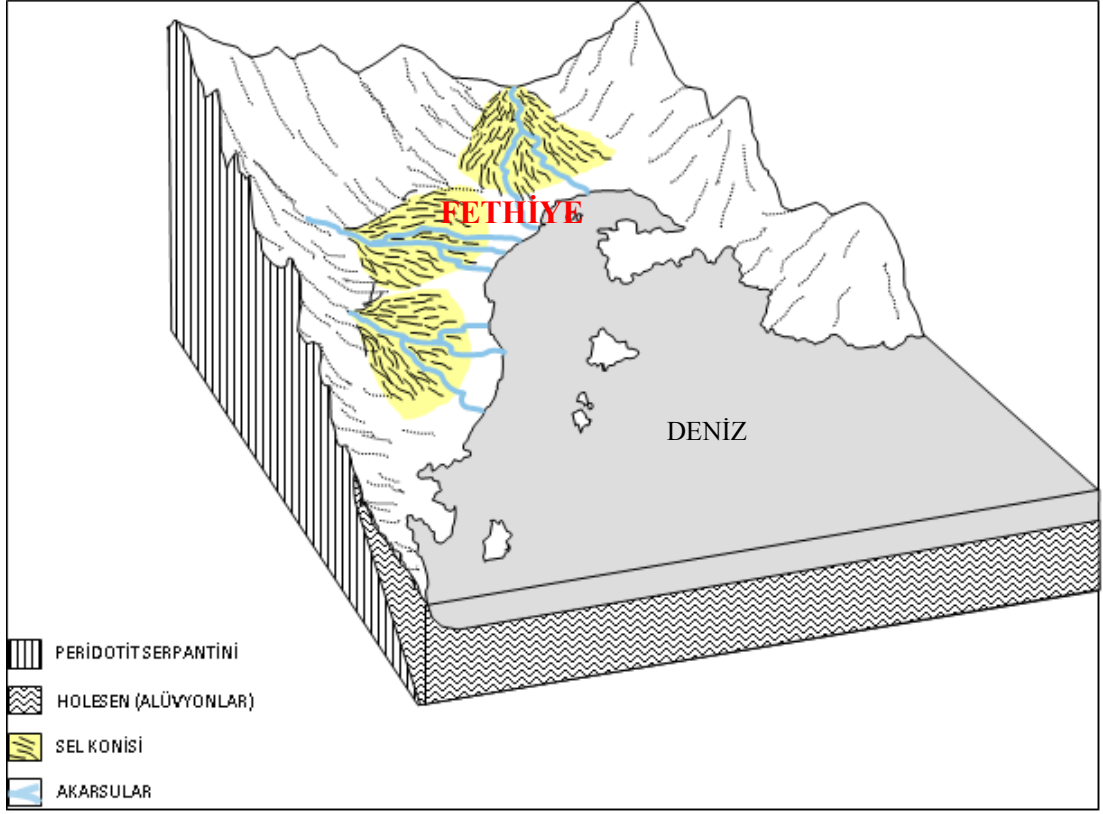 FETHİYE
DENİZ
PERİDOTİT SERPANTİNİ
HOLESEN (ALÜVYONLAR)
SEL KONİSİ
AKARSULAR